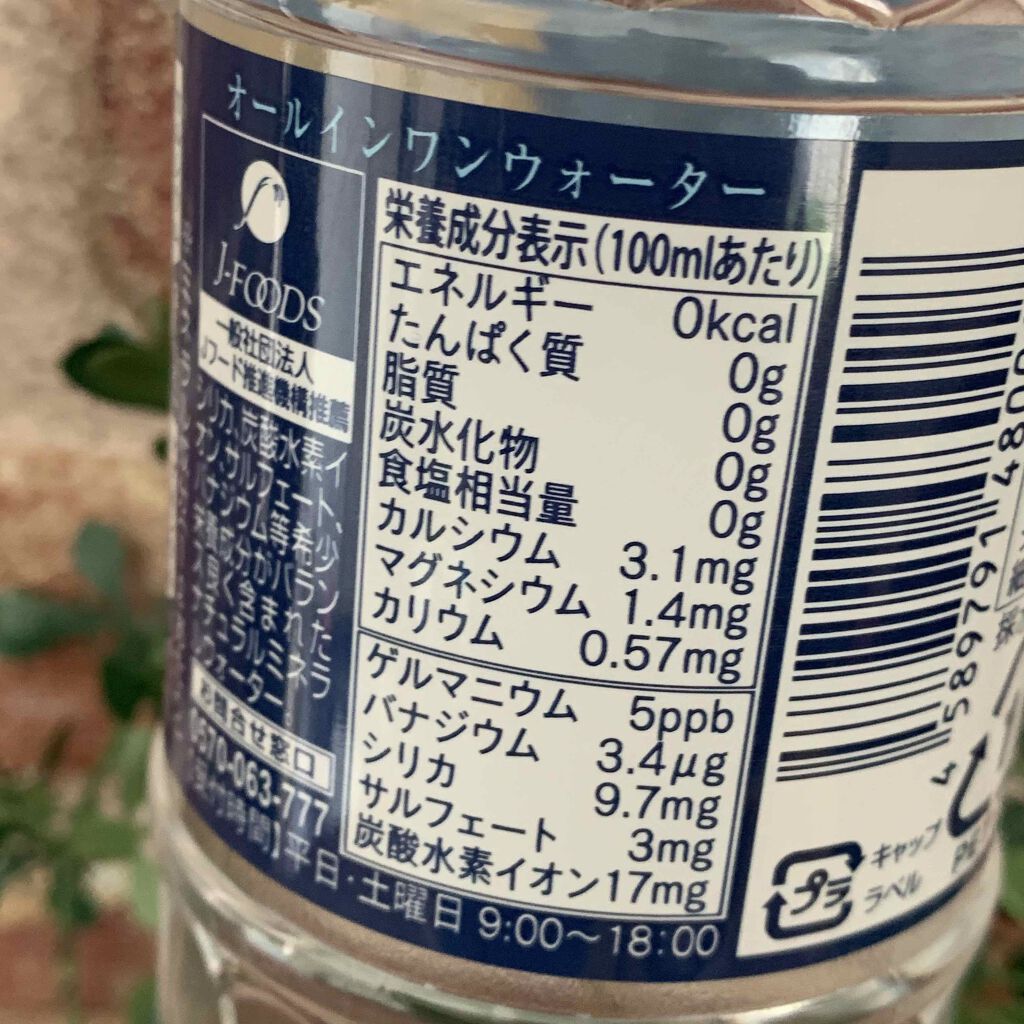 オールインワンウォーター
J-FOODS
一般社団法人
Jフード推進機構推薦
シリカ、炭酸水素イ
オン、サルフェート、
バナジウム等希少
栄養成分がバラン
ス良く含まれた
ナチュラルミネラ
ルウォーター。
お問合せ窓口
0570-063-777
【受付時間】平日・土曜日 9:00～18:00
栄養成分表示(100mlあたり)
エネルギー 0kcal
たんぱく質 0g
脂質 0g
炭水化物 0g
食塩相当量 0g
カルシウム 3.1mg
マグネシウム 1.4mg
カリウム 0.57mg
ゲルマニウム 5ppb
バナジウム 3.4μg
シリカ 9.7mg
サルフェート 3mg
炭酸水素イオン 17mg
プラ
キャップ
ラベル